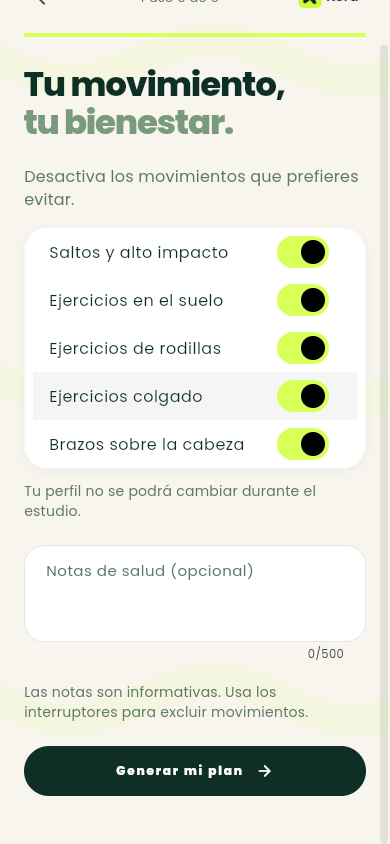 Tu movimiento,
tu bienestar.
Desactiva los movimientos que prefieres
evitar.
Saltos y alto impacto
Ejercicios en el suelo
Ejercicios de rodillas
Ejercicios colgado
Brazos sobre la cabeza
Tu perfil no se podrá cambiar durante el
estudio.
Notas de salud (opcional)
0/500
Las notas son informativas. Usa los
interruptores para excluir movimientos.
Generar mi plan